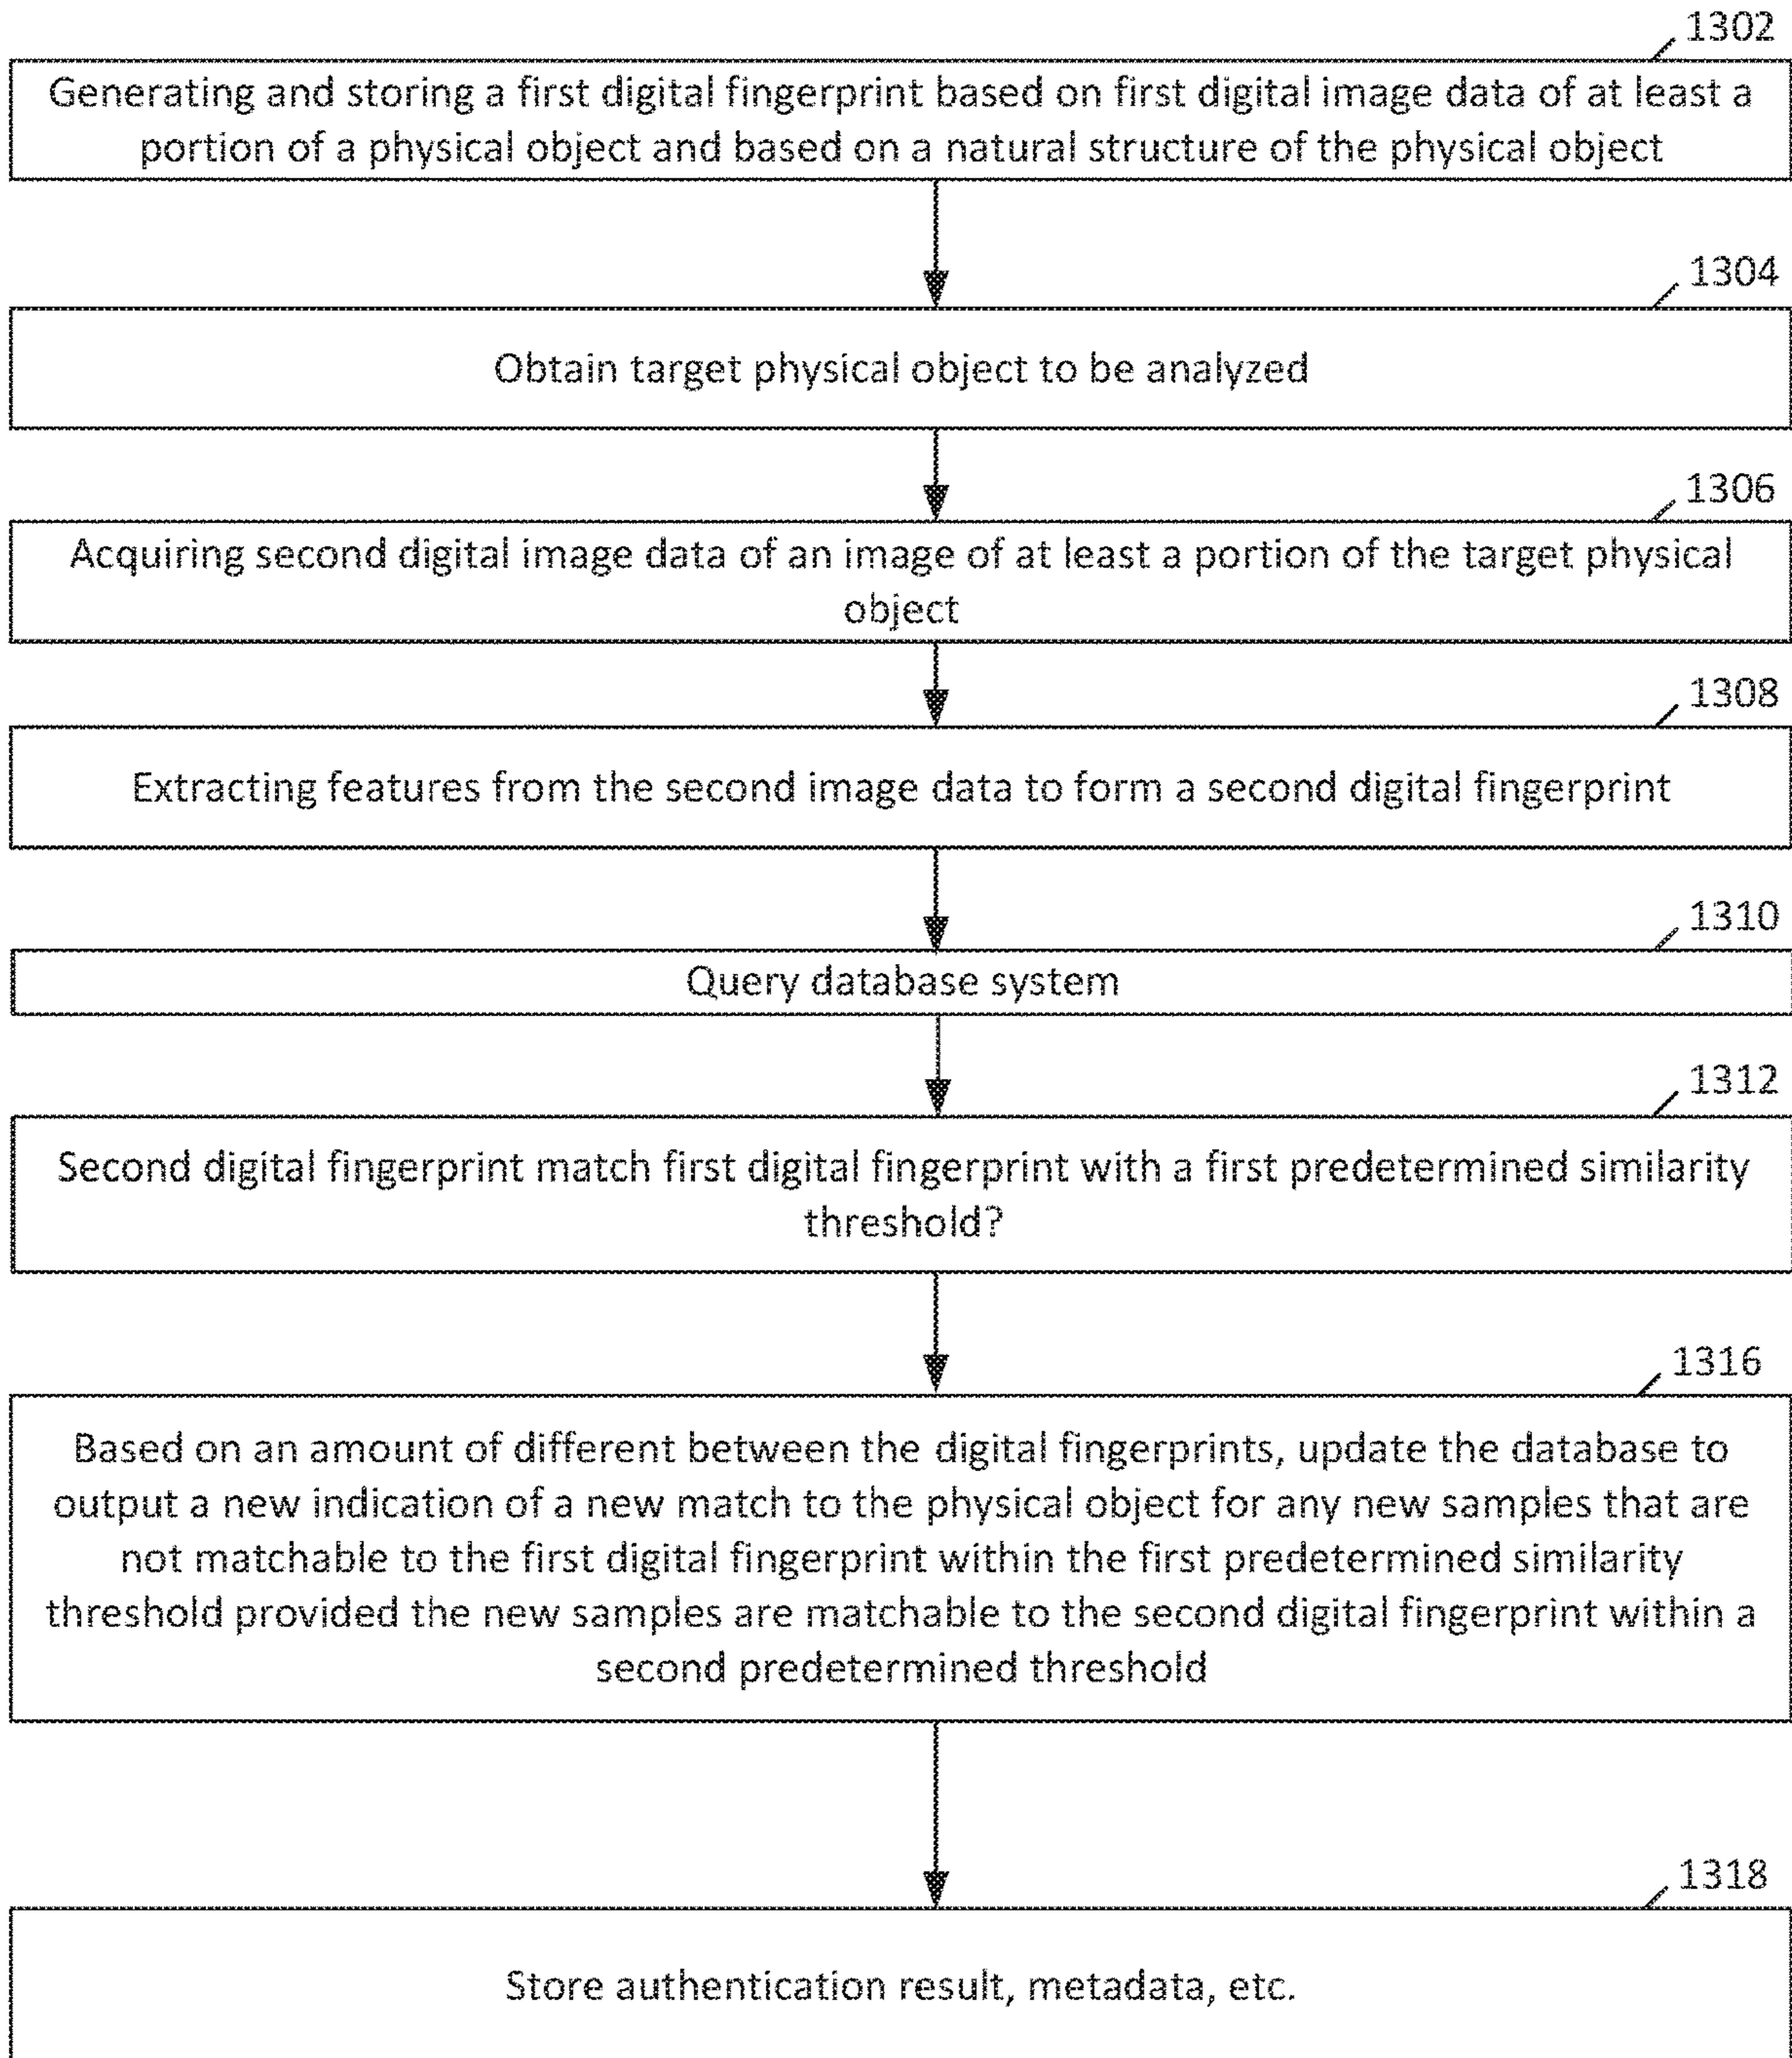 1302
Generating and storing a first digital fingerprint based on first digital image data of at least a
portion of a physical object and based on a natural structure of the physical object
1304
Obtain target physical object to be analyzed
1306
Acquiring second digital image data of an image of at least a portion of the target physical
object
1308
Extracting features from the second image data to form a second digital fingerprint
1310
Query database system
1312
Second digital fingerprint match first digital fingerprint with a first predetermined similarity
threshold?
1316
Based on an amount of different between the digital fingerprints, update the database to
output a new indication of a new match to the physical object for any new samples that are
not matchable to the first digital fingerprint within the first predetermined similarity
threshold provided the new samples are matchable to the second digital fingerprint within a
second predetermined threshold
1318
Store authentication result, metadata, etc.